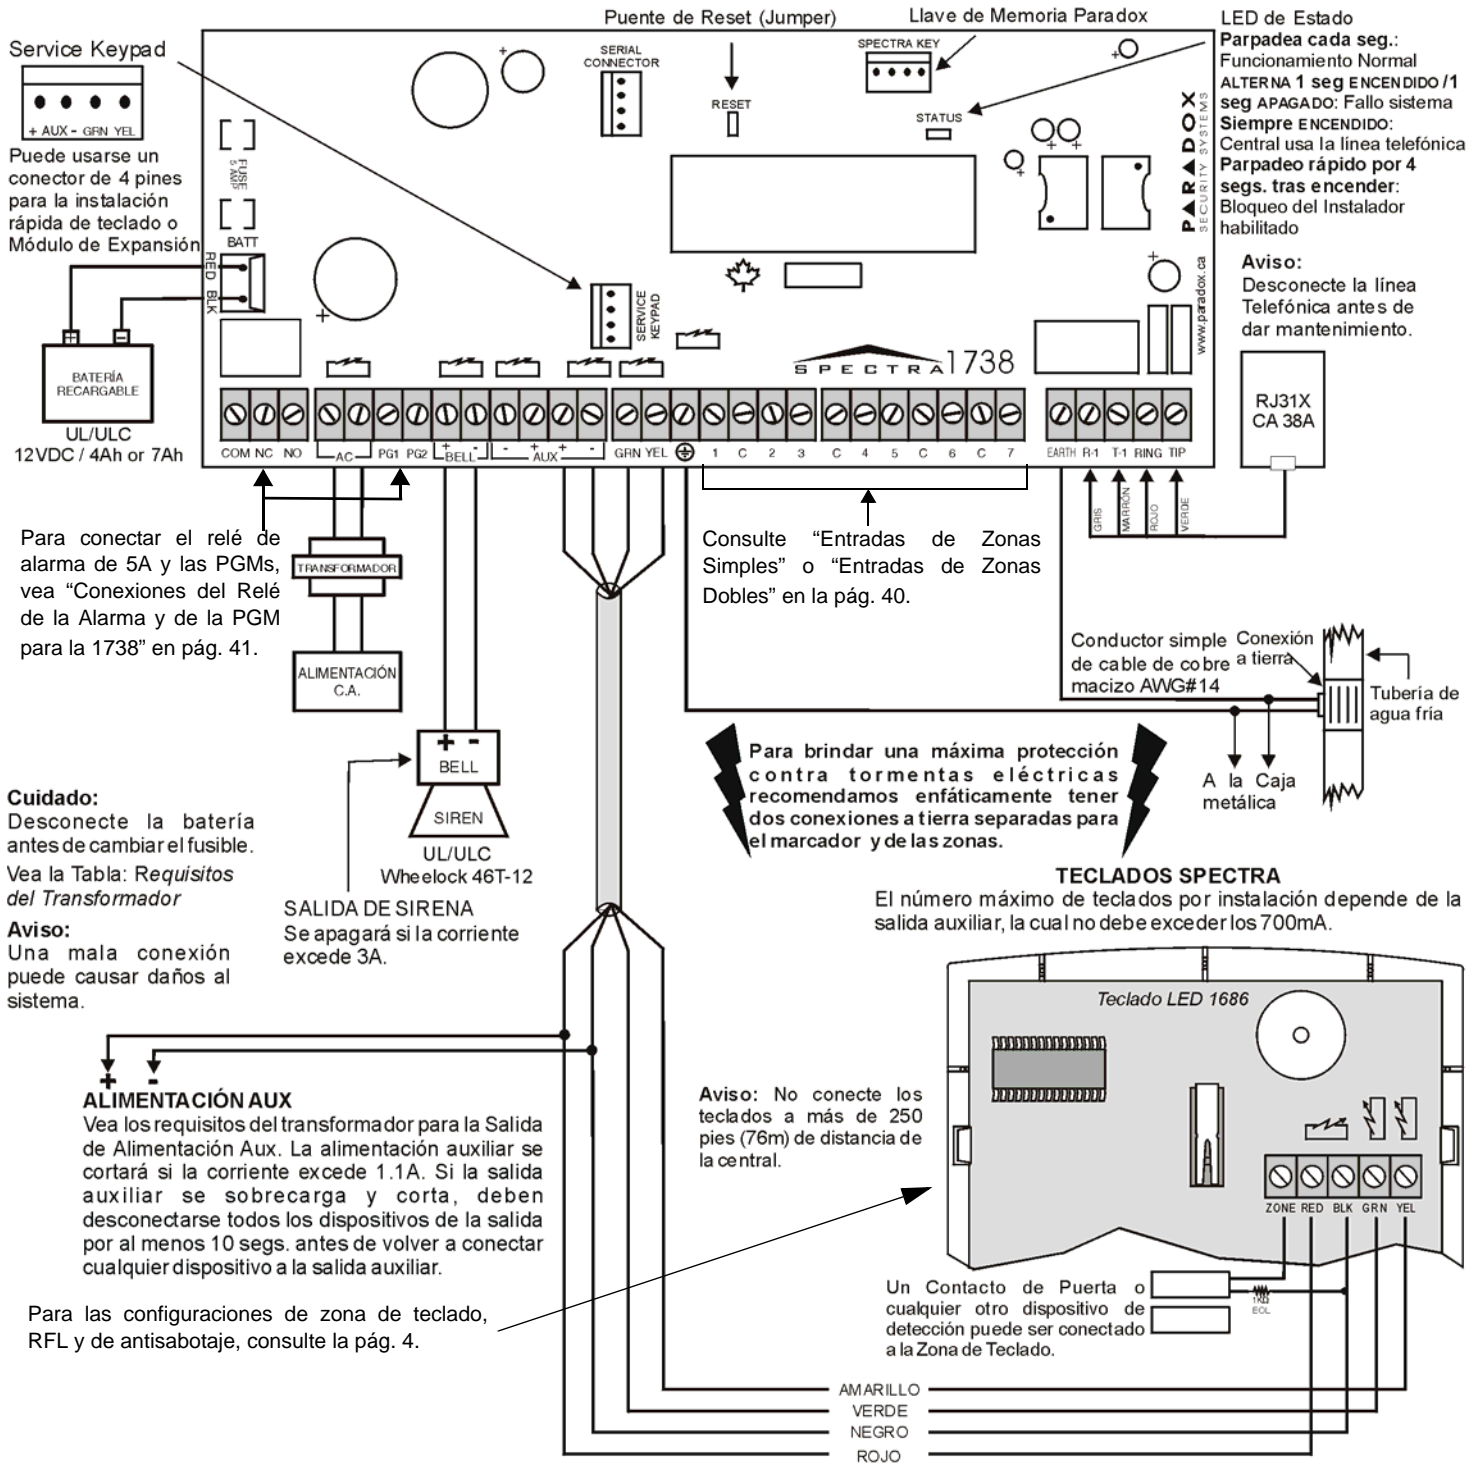 Puente de Reset (Jumper)
Llave de Memoria Paradox
Service Keypad
+ AUX - GRN YEL
Puede usarse un
conector de 4 pines
para la instalación
rápida de teclado o
Módulo de Expansión
SERIAL
CONNECTOR
RESET
SPECTRA KEY
STATUS
LED de Estado
Parpadea cada seg.:
Funcionamiento Normal
ALTERNA 1 seg ENCENDIDO /1
seg APAGADO: Fallo sistema
Siempre ENCENDIDO:
Central usa la línea telefónica
Parpadeo rápido por 4
segs. tras encender:
Bloqueo del Instalador
habilitado
PARADOX
SECURITY SYSTEMS
www.paradox.ca
FUSE
5 AMP
BATT
RED
BLK
+ -
BATERÍA
RECARGABLE
UL/ULC
12VDC / 4Ah or 7Ah
SERVICE
KEYPAD
SPECTRA 1738
COM NC NO
AC
PG1 PG2
+ -
BELL
- + + -
AUX
GRN YEL
1 C 2 3 C 4 5 C 6 C 7
EARTH R-1 T-1 RING TIP
GRIS
MARRÓN
ROJO
VERDE
Aviso:
Desconecte la línea
Telefónica antes de
dar mantenimiento.
RJ31X
CA 38A
Para conectar el relé de
alarma de 5A y las PGMs,
vea “Conexiones del Relé
de la Alarma y de la PGM
para la 1738” en pág. 41.
TRANSFORMADOR
ALIMENTACIÓN
C.A.
Consulte “Entradas de Zonas
Simples” o “Entradas de Zonas
Dobles” en la pág. 40.
Conductor simple
de cable de cobre
macizo AWG#14
Conexión
a tierra
Tubería de
agua fría
A la Caja
metálica
Para brindar una máxima protección
contra tormentas eléctricas
recomendamos enfáticamente tener
dos conexiones a tierra separadas para
el marcador y de las zonas.
+ -
BELL
SIREN
UL/ULC
Wheelock 46T-12
SALIDA DE SIRENA
Se apagará si la corriente
excede 3A.
Cuidado:
Desconecte la batería
antes de cambiar el fusible.
Vea la Tabla: Requisitos
del Transformador
Aviso:
Una mala conexión
puede causar daños al
sistema.
TECLADOS SPECTRA
El número máximo de teclados por instalación depende de la
salida auxiliar, la cual no debe exceder los 700mA.
Teclado LED 1686
Aviso: No conecte los
teclados a más de 250
pies (76m) de distancia de
la central.
ZONE RED BLK GRN YEL
+ -
ALIMENTACIÓN AUX
Vea los requisitos del transformador para la Salida
de Alimentación Aux. La alimentación auxiliar se
cortará si la corriente excede 1.1A. Si la salida
auxiliar se sobrecarga y corta, deben
desconectarse todos los dispositivos de la salida
por al menos 10 segs. antes de volver a conectar
cualquier dispositivo a la salida auxiliar.
Para las configuraciones de zona de teclado,
RFL y de antisabotaje, consulte la pág. 4.
Un Contacto de Puerta o
cualquier otro dispositivo de
detección puede ser conectado
a la Zona de Teclado.
1KΩ
EOL
AMARILLO
VERDE
NEGRO
ROJO